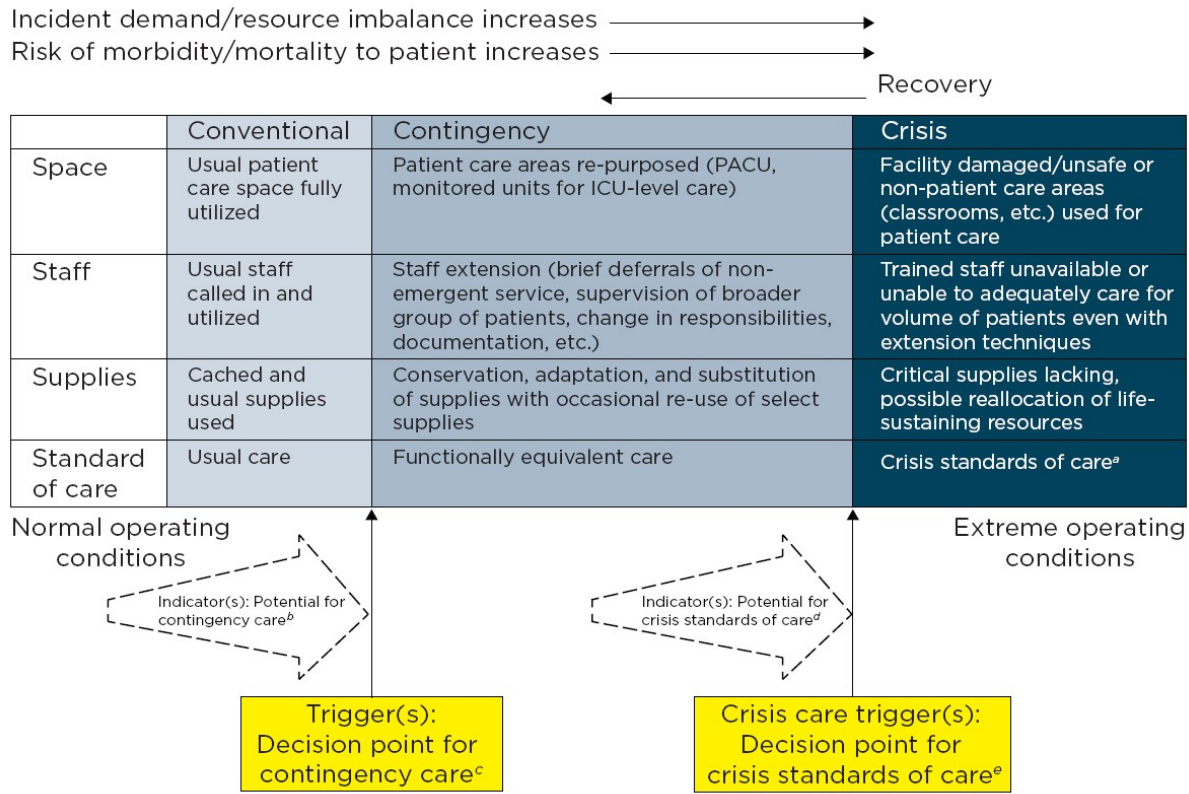 Incident demand/resource imbalance increases
Risk of morbidity/mortality to patient increases
Recovery
Conventional
Contingency
Crisis
Space
Usual patient
care space fully
utilized
Patient care areas re-purposed (PACU,
monitored units for ICU-level care)
Facility damaged/unsafe or
non-patient care areas
(classrooms, etc.) used for
patient care
Staff
Usual staff
called in and
utilized
Staff extension (brief deferrals of non-
emergent service, supervision of broader
group of patients, change in responsibilities,
documentation, etc.)
Trained staff unavailable or
unable to adequately care for
volume of patients even with
extension techniques
Supplies
Cached and
usual supplies
used
Conservation, adaptation, and substitution
of supplies with occasional re-use of select
supplies
Critical supplies lacking,
possible reallocation of life-
sustaining resources
Standard
of care
Usual care
Functionally equivalent care
Crisis standards of careᵃ
Normal operating
conditions
Extreme operating
conditions
Indicator(s): Potential for
contingency careᵇ
Indicator(s): Potential for
crisis standards of careᵈ
Trigger(s):
Decision point for
contingency careᶜ
Crisis care trigger(s):
Decision point for
crisis standards of careᵉ